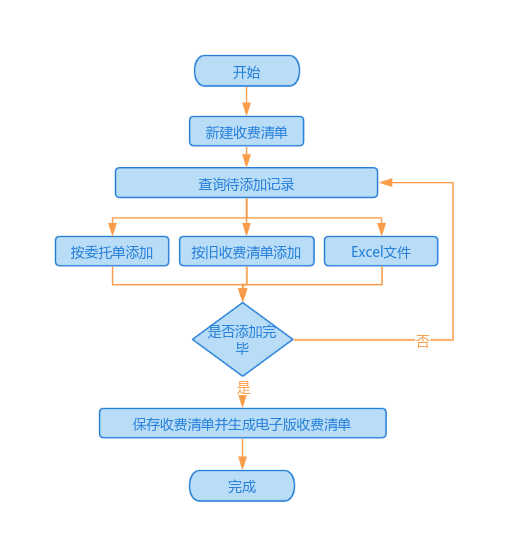 开始
新建收费清单
查询待添加记录
按委托单添加
按旧收费清单添加
Excel文件
是否添加完
毕
否
是
保存收费清单并生成电子版收费清单
完成